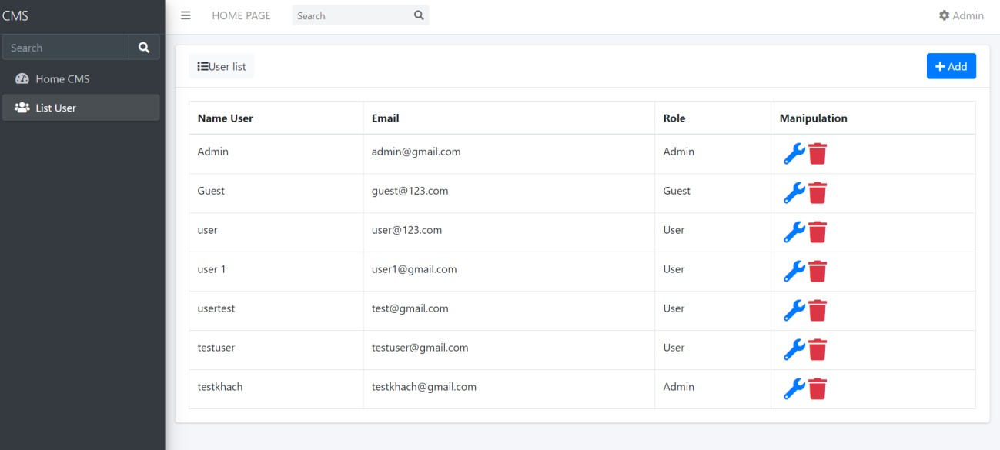 CMS
HOME PAGE
Search
Admin
Search
Home CMS
List User
User list
Add
Name User Email Role Manipulation
Admin admin@gmail.com Admin
Guest guest@123.com Guest
user user@123.com User
user 1 user1@gmail.com User
usertest test@gmail.com User
testuser testuser@gmail.com User
testkhach testkhach@gmail.com Admin